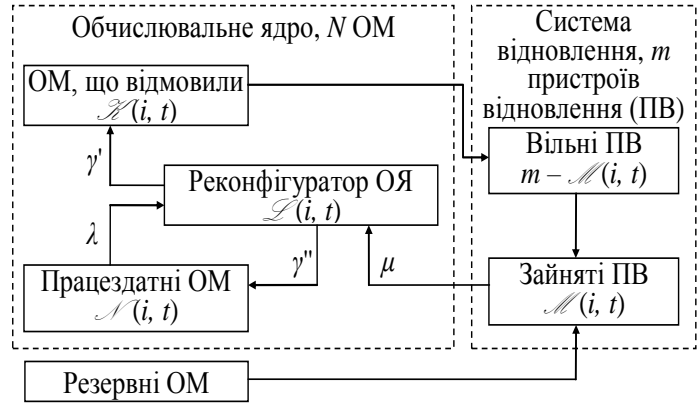 Обчислювальне ядро, N ОМ
ОМ, що відмовили
𝒦(i, t)
γ'
Реконфігуратор ОЯ
ℒ(i, t)
λ
γ"
μ
Працездатні ОМ
𝒩(i, t)
Резервні ОМ
Система
відновлення, m
пристроїв
відновлення (ПВ)
Вільні ПВ
m – ℳ(i, t)
Зайняті ПВ
ℳ(i, t)